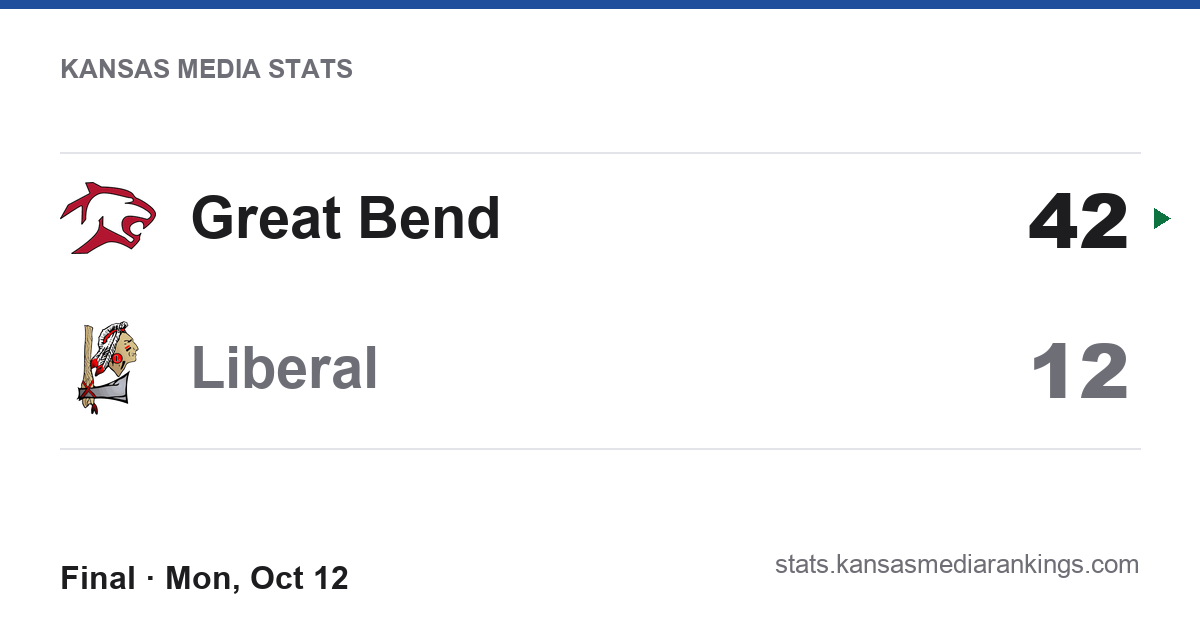 KANSAS MEDIA STATS
Great Bend 42
Liberal 12
Final · Mon, Oct 12
stats.kansasmediarankings.com